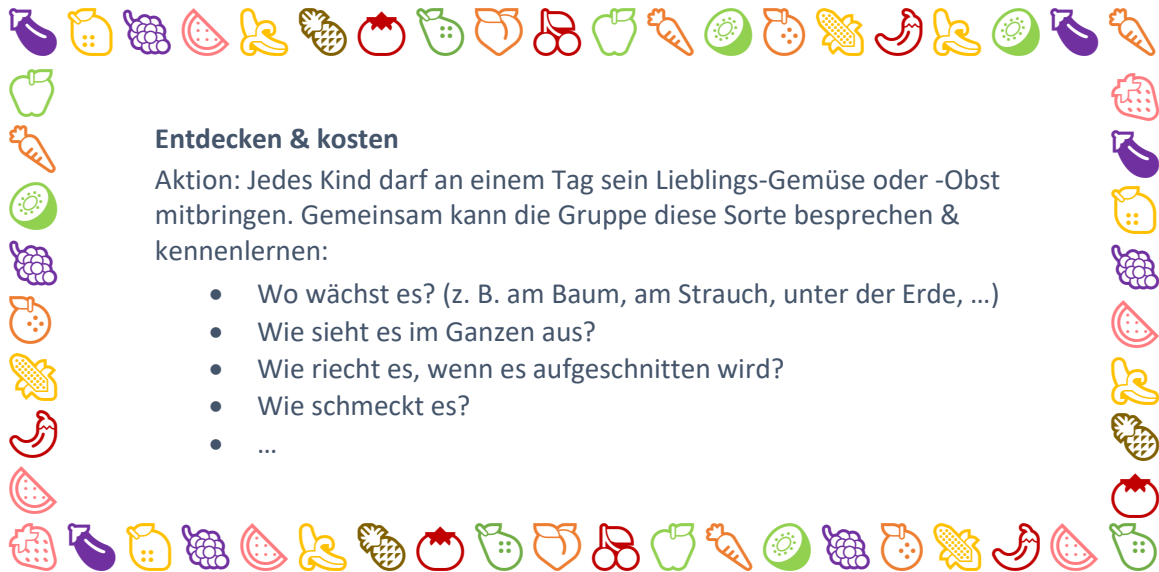 Entdecken & kosten
Aktion: Jedes Kind darf an einem Tag sein Lieblings-Gemüse oder -Obst
mitbringen. Gemeinsam kann die Gruppe diese Sorte besprechen &
kennenlernen:
• Wo wächst es? (z. B. am Baum, am Strauch, unter der Erde, …)
• Wie sieht es im Ganzen aus?
• Wie riecht es, wenn es aufgeschnitten wird?
• Wie schmeckt es?
• …